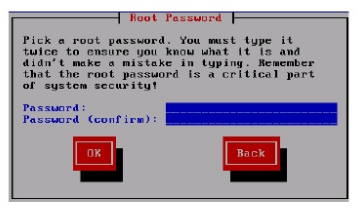 Root Password
Pick a root password. You must type it
twice to ensure you know what it is and
didn't make a mistake in typing. Remember
that the root password is a critical part
of system security!
Password:
Password (confirm):
OK Back